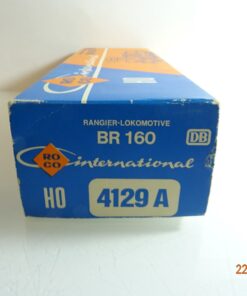 RANGIER-LOKOMOTIVE
BR 160
DB
ROCO
international
HO
4129 A
22